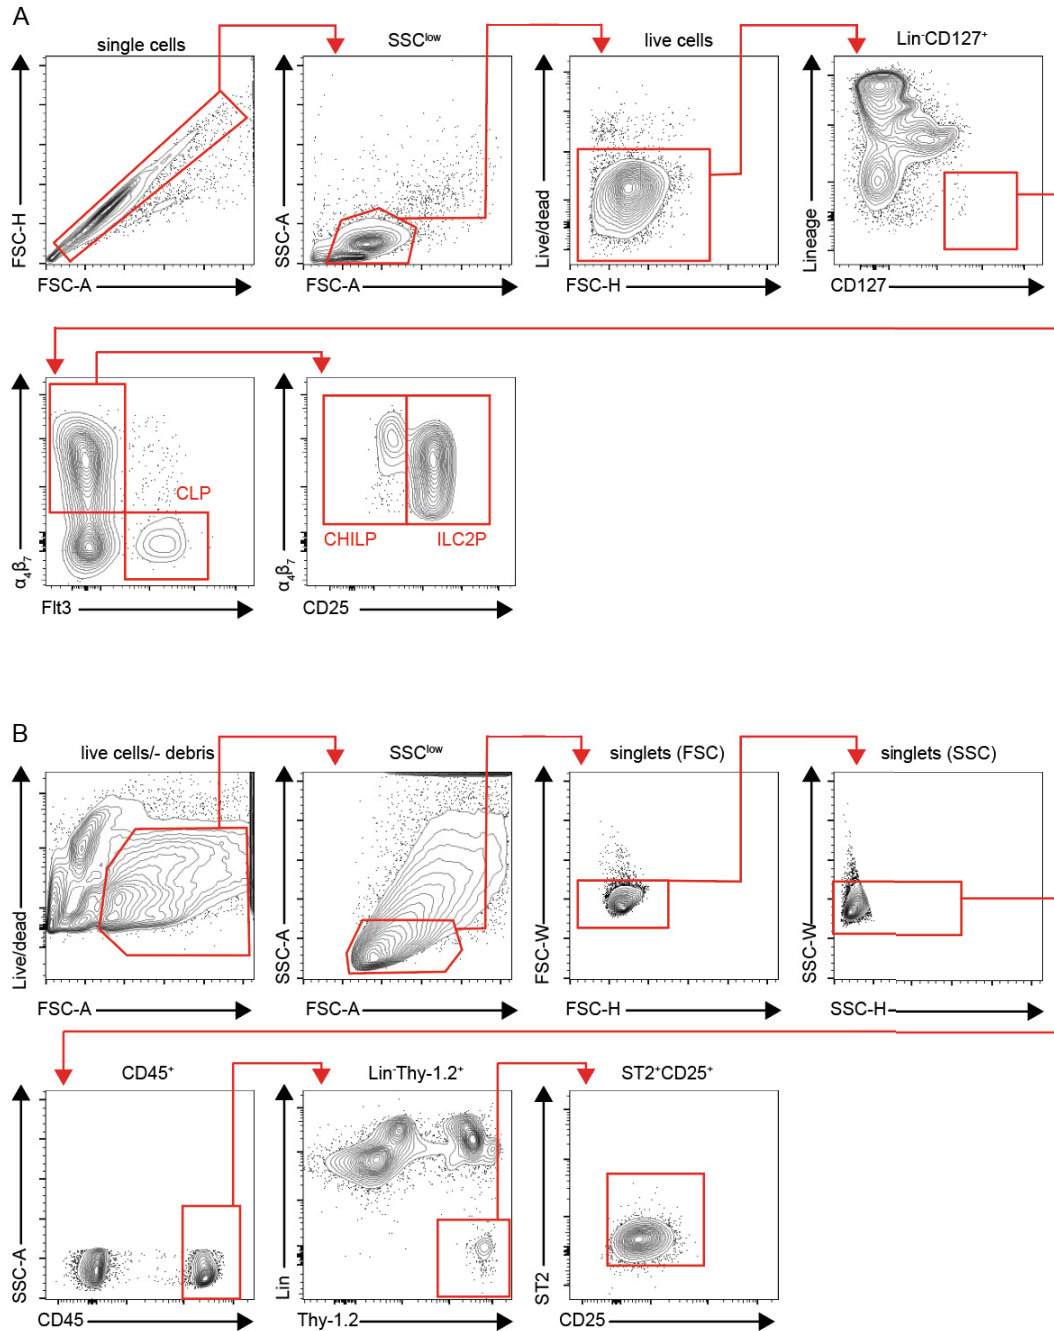 A
single cells
SSCˡᵒʷ
live cells
Lin⁻CD127⁺
FSC-H
SSC-A
Live/dead
Lineage
FSC-A
FSC-A
FSC-H
CD127
α₄β₇
CLP
α₄β₇
CHILP
ILC2P
Flt3
CD25
B
live cells/- debris
SSCˡᵒʷ
singlets (FSC)
singlets (SSC)
Live/dead
SSC-A
FSC-W
SSC-W
FSC-A
FSC-A
FSC-H
SSC-H
CD45⁺
Lin⁻Thy-1.2⁺
ST2⁺CD25⁺
SSC-A
Lin
ST2
CD45
Thy-1.2
CD25